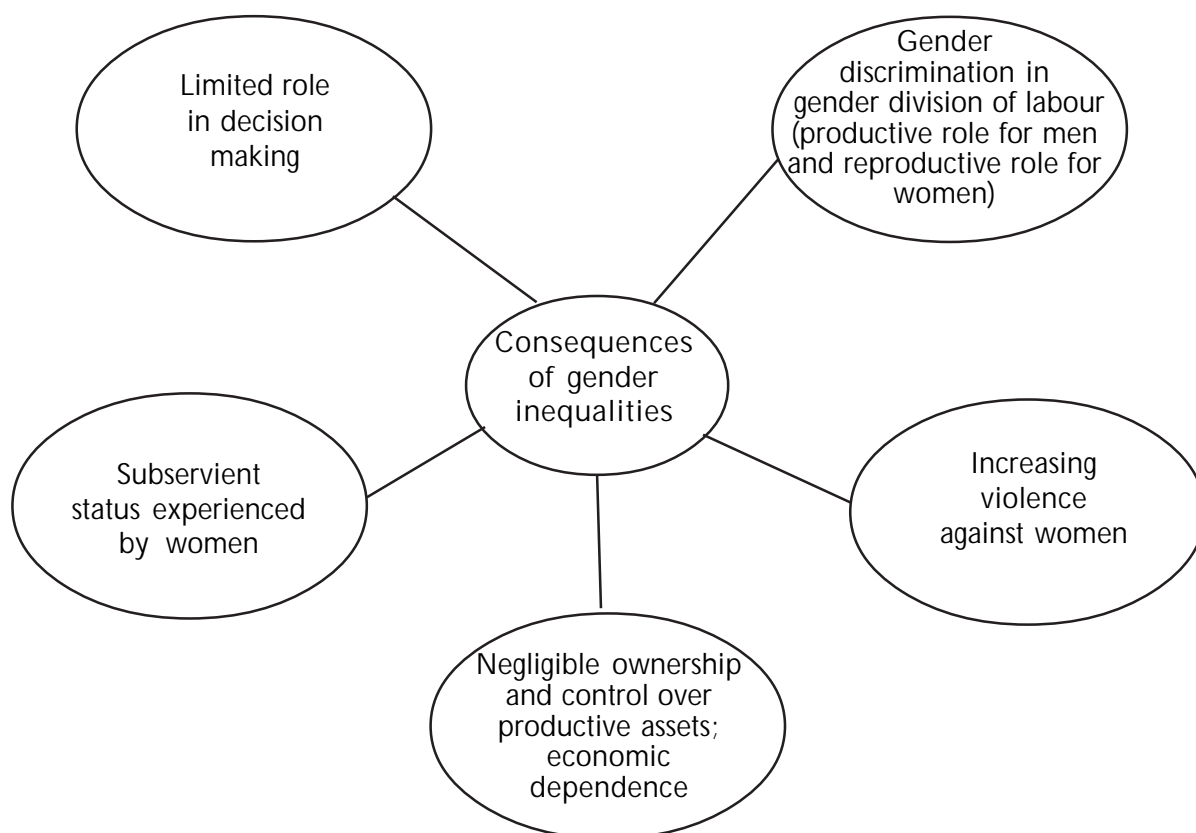 Limited role
in decision
making
Gender
discrimination in
gender division of labour
(productive role for men
and reproductive role for
women)
Consequences
of gender
inequalities
Subservient
status experienced
by women
Increasing
violence
against women
Negligible ownership
and control over
productive assets;
economic
dependence